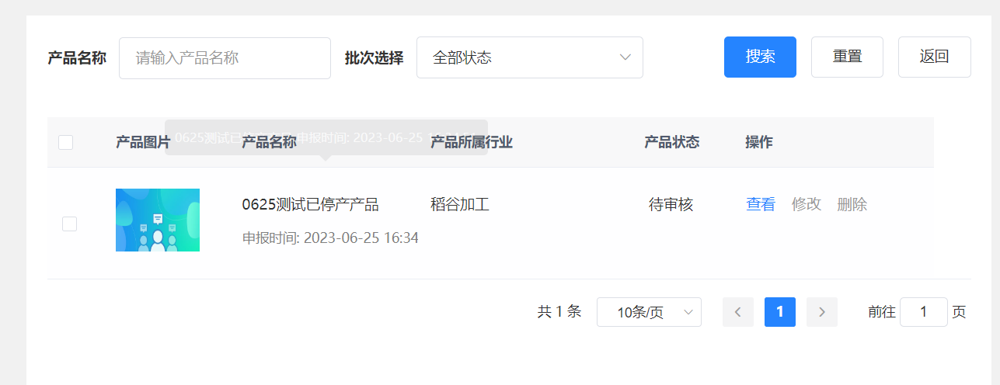 产品名称 请输入产品名称 批次选择 全部状态 搜索 重置 返回
产品图片 产品名称 产品所属行业 产品状态 操作
0625测试已 申报时间: 2023-06-25
0625测试已停产产品 稻谷加工 待审核 查看 修改 删除
申报时间: 2023-06-25 16:34
共 1 条 10条/页 1 前往 1 页